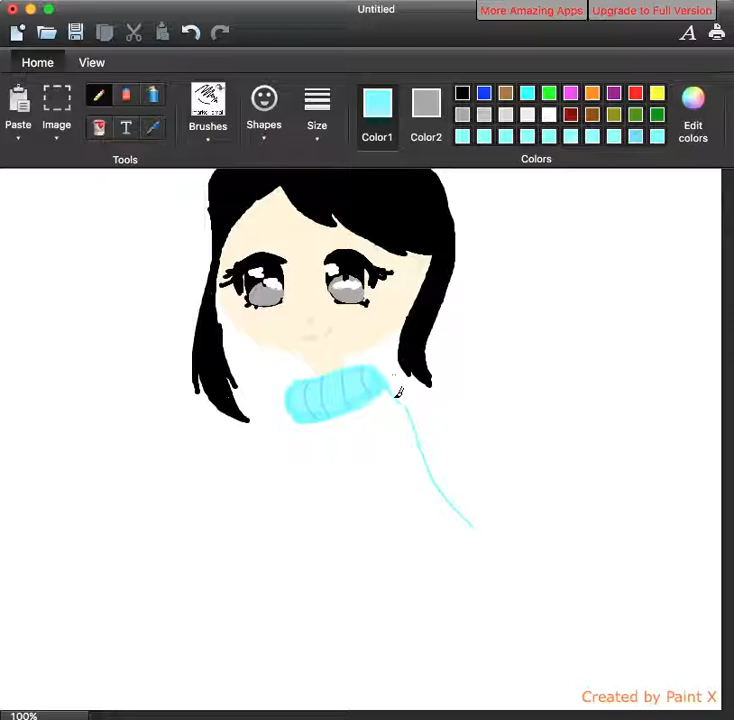 Untitled
More Amazing Apps
Upgrade to Full Version
A
Home
View
Paste
Image
Brushes
Shapes
Size
Color1
Color2
Edit
colors
T
Tools
Colors
Created by Paint X
100%